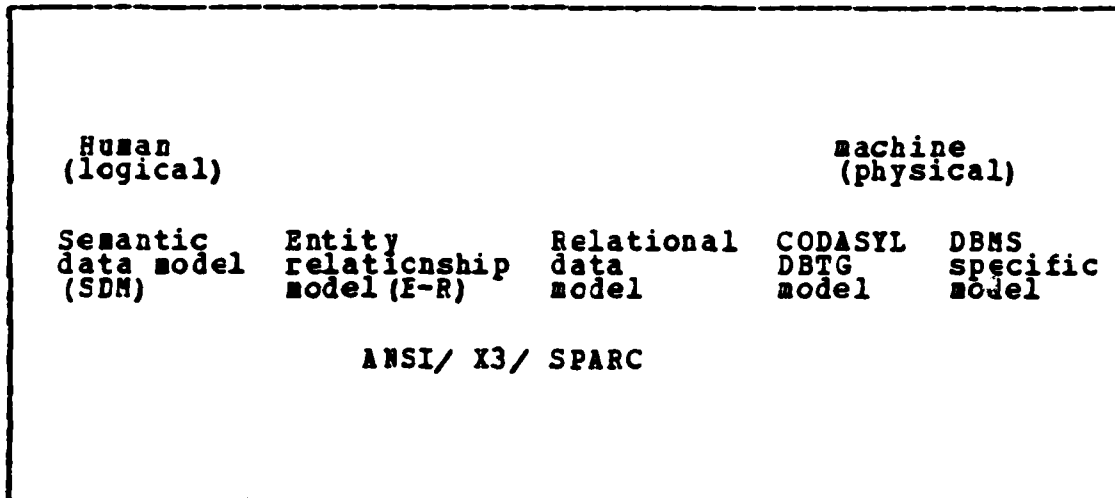 Human machine
(logical) (physical)
Semantic Entity Relational CODASYL DBMS
data model relationship data DBTG specific
(SDM) model (E-R) model model model
ANSI/ X3/ SPARC